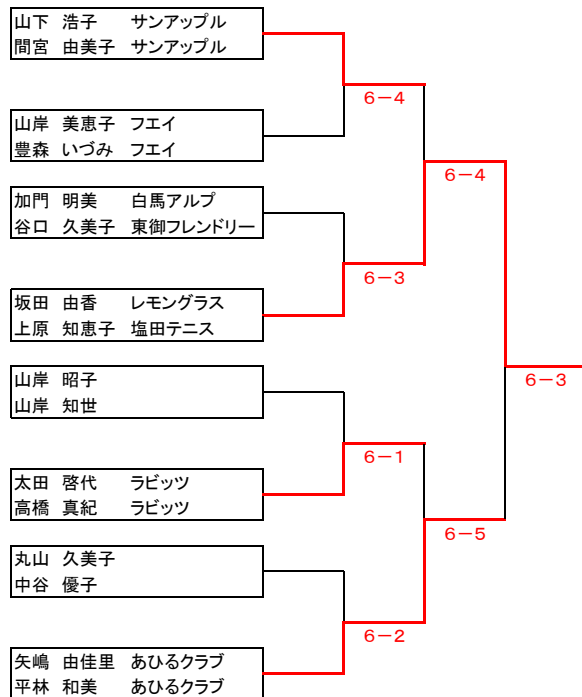 山下 浩子 サンアップル
間宮 由美子 サンアップル
6－4
山岸 美恵子 フエイ
豊森 いづみ フエイ
6－4
加門 明美 白馬アルプ
谷口 久美子 東御フレンドリー
6－3
坂田 由香 レモングラス
上原 知恵子 塩田テニス
6－3
山岸 昭子
山岸 知世
6－1
太田 啓代 ラビッツ
高橋 真紀 ラビッツ
6－5
丸山 久美子
中谷 優子
6－2
矢嶋 由佳里 あひるクラブ
平林 和美 あひるクラブ